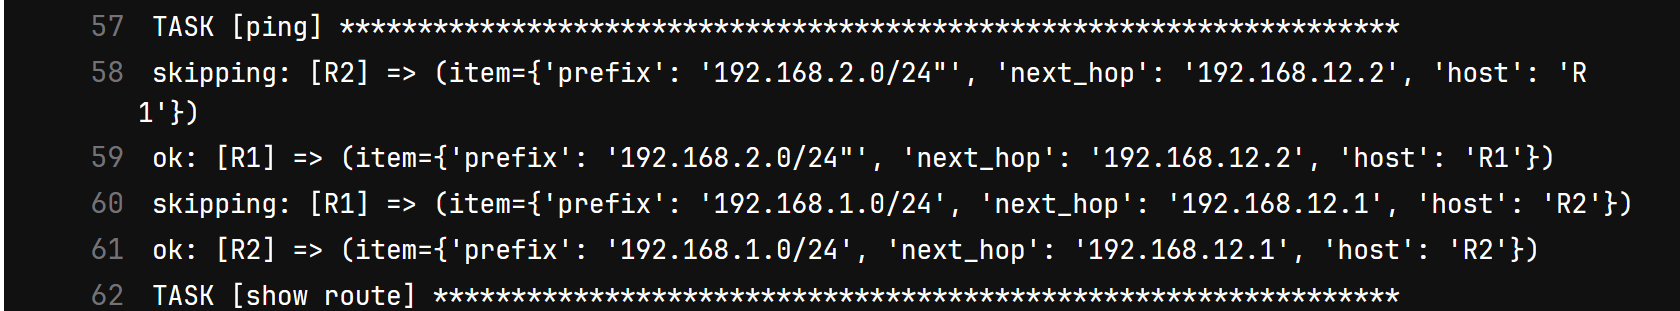 57 TASK [ping] ********************************************************************
58 skipping: [R2] => (item={'prefix': '192.168.2.0/24"', 'next_hop': '192.168.12.2', 'host': 'R
1'})
59 ok: [R1] => (item={'prefix': '192.168.2.0/24"', 'next_hop': '192.168.12.2', 'host': 'R1'})
60 skipping: [R1] => (item={'prefix': '192.168.1.0/24', 'next_hop': '192.168.12.1', 'host': 'R2'})
61 ok: [R2] => (item={'prefix': '192.168.1.0/24', 'next_hop': '192.168.12.1', 'host': 'R2'})
62 TASK [show route] **************************************************************